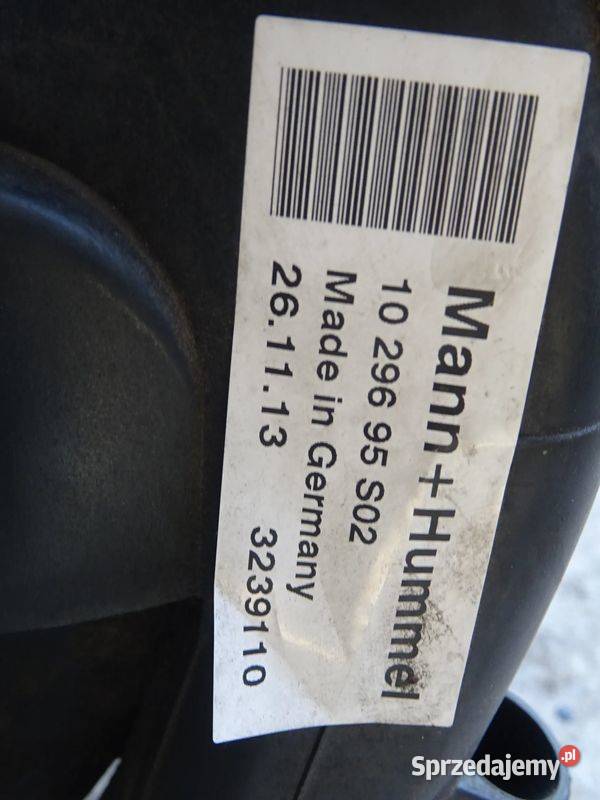 Mann+Hummel
10 296 95 S02
Made in Germany
26.11.13 3239110
Sprzedajemy.pl